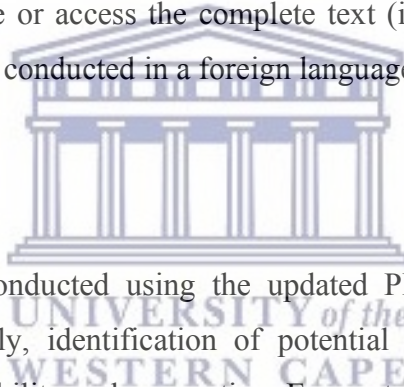 e or access the complete text (i
conducted in a foreign language
onducted using the updated P
UNIVERSITY of the
ly, identification of potential
WESTERN CAPE